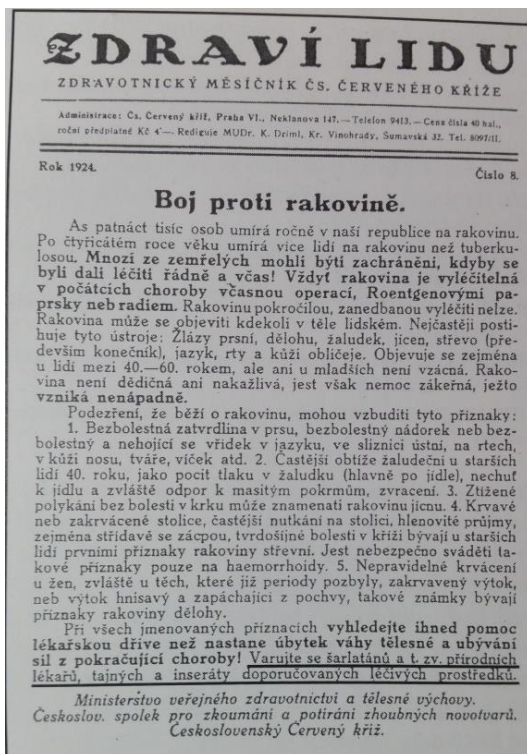 ZDRAVÍ LIDU
ZDRAVOTNICKÝ MĚSÍČNÍK ČS. ČERVENÉHO KŘÍŽE
Administrace: Čs. Červený kříž, Praha VI., Neklanova 147. — Telefon 9413. — Cena čísla 40 hal.,
roční předplatné Kč 4'— Rediguje MUDr. K. Driml, Kr. Vinohrady, Šumavská 32. Tel. 8097/II.
Rok 1924.
Číslo 8.
Boj proti rakovině.
As patnáct tisíc osob umírá ročně v naší republice na rakovinu.
Po čtyřicátém roce věku umírá více lidí na rakovinu než tuberku-
losou. Mnozí ze zemřelých mohli býti zachráněni, kdyby se
byli dali léčiti řádně a včas! Vždyť rakovina je vyléčitelná
v počátcích choroby včasnou operací, Roentgenovými pa-
prsky neb radiem. Rakovinu pokročilou, zanedbanou vyléčiti nelze.
Rakovina může se objeviti kdekoli v těle lidském. Nejčastěji posti-
huje tyto ústroje: Žlázy prsní, dělohu, žaludek, jícen, střevo (pře-
devším konečník), jazyk, rty a kůži obličeje. Objevuje se zejména
u lidí mezi 40.—60. rokem, ale ani u mladších není vzácná. Rako-
vina není dědičná ani nakažlivá, jest však nemoc zákeřná, ježto
vzniká nenápadně.
Podezření, že běží o rakovinu, mohou vzbuditi tyto příznaky:
1. Bezbolestná zatvrdlina v prsu, bezbolestný nádorek neb bez-
bolestný a nehojící se vřídek v jazyku, ve sliznici ústní, na rtech,
v kůži nosu, tváře, víček atd. 2. Častější obtíže žaludeční u starších
lidí 40. roku, jako pocit tlaku v žaludku (hlavně po jídle), nechuť
k jídlu a zvláště odpor k masitým pokrmům, zvracení. 3. Ztížené
polykání bez bolesti v krku může znamenati rakovinu jícnu. 4. Krvavé
neb zakrvácené stolice, častější nutkání na stolici, hlenovité průjmy,
zejména střídavě se zácpou, tvrdošíjné bolesti v kříži bývají u starších
lidí prvními příznaky rakoviny střevní. Jest nebezpečno sváděti ta-
kové příznaky pouze na haemorrhoidy. 5. Nepravidelné krvácení
u žen, zvláště u těch, které již periody pozbyly, zakrvavený výtok,
neb výtok hnisavý a zapáchající z pochvy, takové známky bývají
příznaky rakoviny dělohy.
Při všech jmenovaných příznacích vyhledejte ihned pomoc
lékařskou dříve než nastane úbytek váhy tělesné a ubývání
sil z pokračující choroby! Varujte se šarlatánů a t. zv. přírodních
lékařů, tajných a inseráty doporučovaných léčivých prostředků.
Ministerstvo veřejného zdravotnictví a tělesné výchovy.
Českoslov. spolek pro zkoumání a potírání zhoubných novotvarů.
Československý Červený kříž.